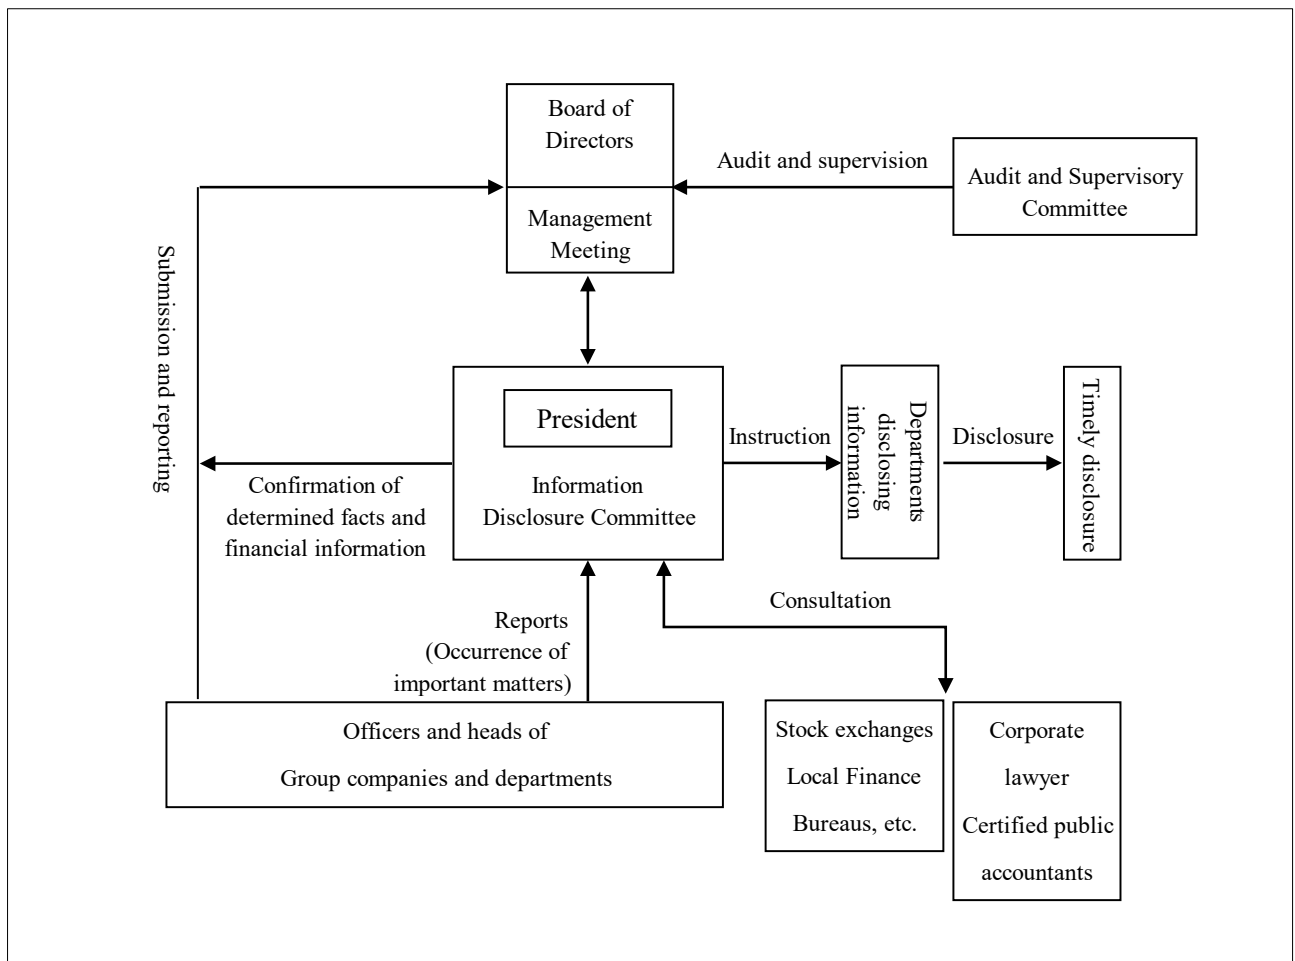 Board of
Directors
Audit and supervision
Audit and Supervisory
Committee
Management
Meeting
Submission and reporting
President
Information
Disclosure Committee
Instruction
Departments
disclosing
information
Disclosure
Timely disclosure
Confirmation of
determined facts and
financial information
Consultation
Reports
(Occurrence of
important matters)
Officers and heads of
Group companies and departments
Stock exchanges
Local Finance
Bureaus, etc.
Corporate
lawyer
Certified public
accountants